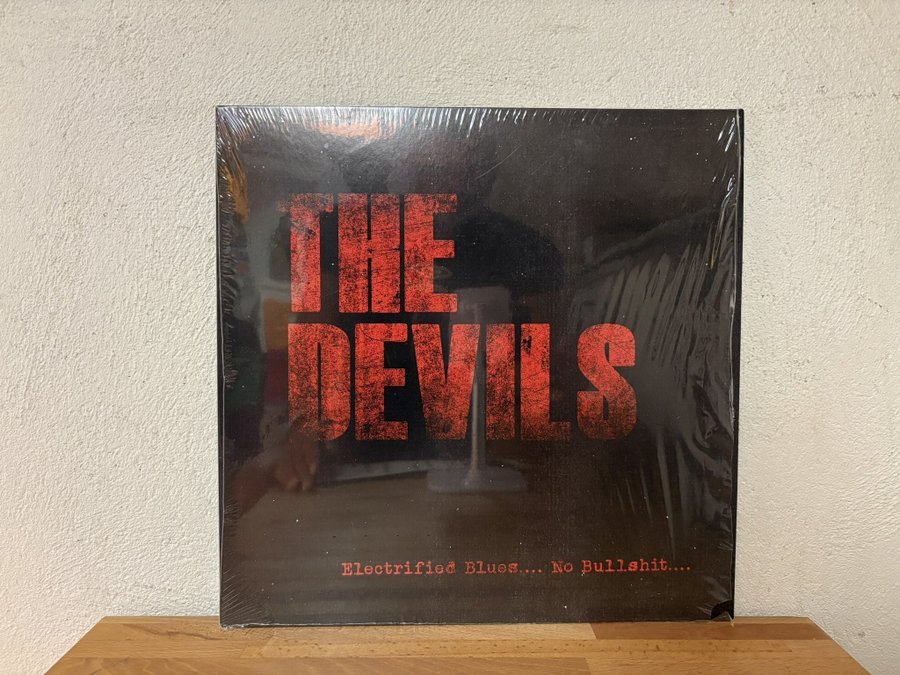 THE
DEVILS
Electrified Blues.... No Bullshit....